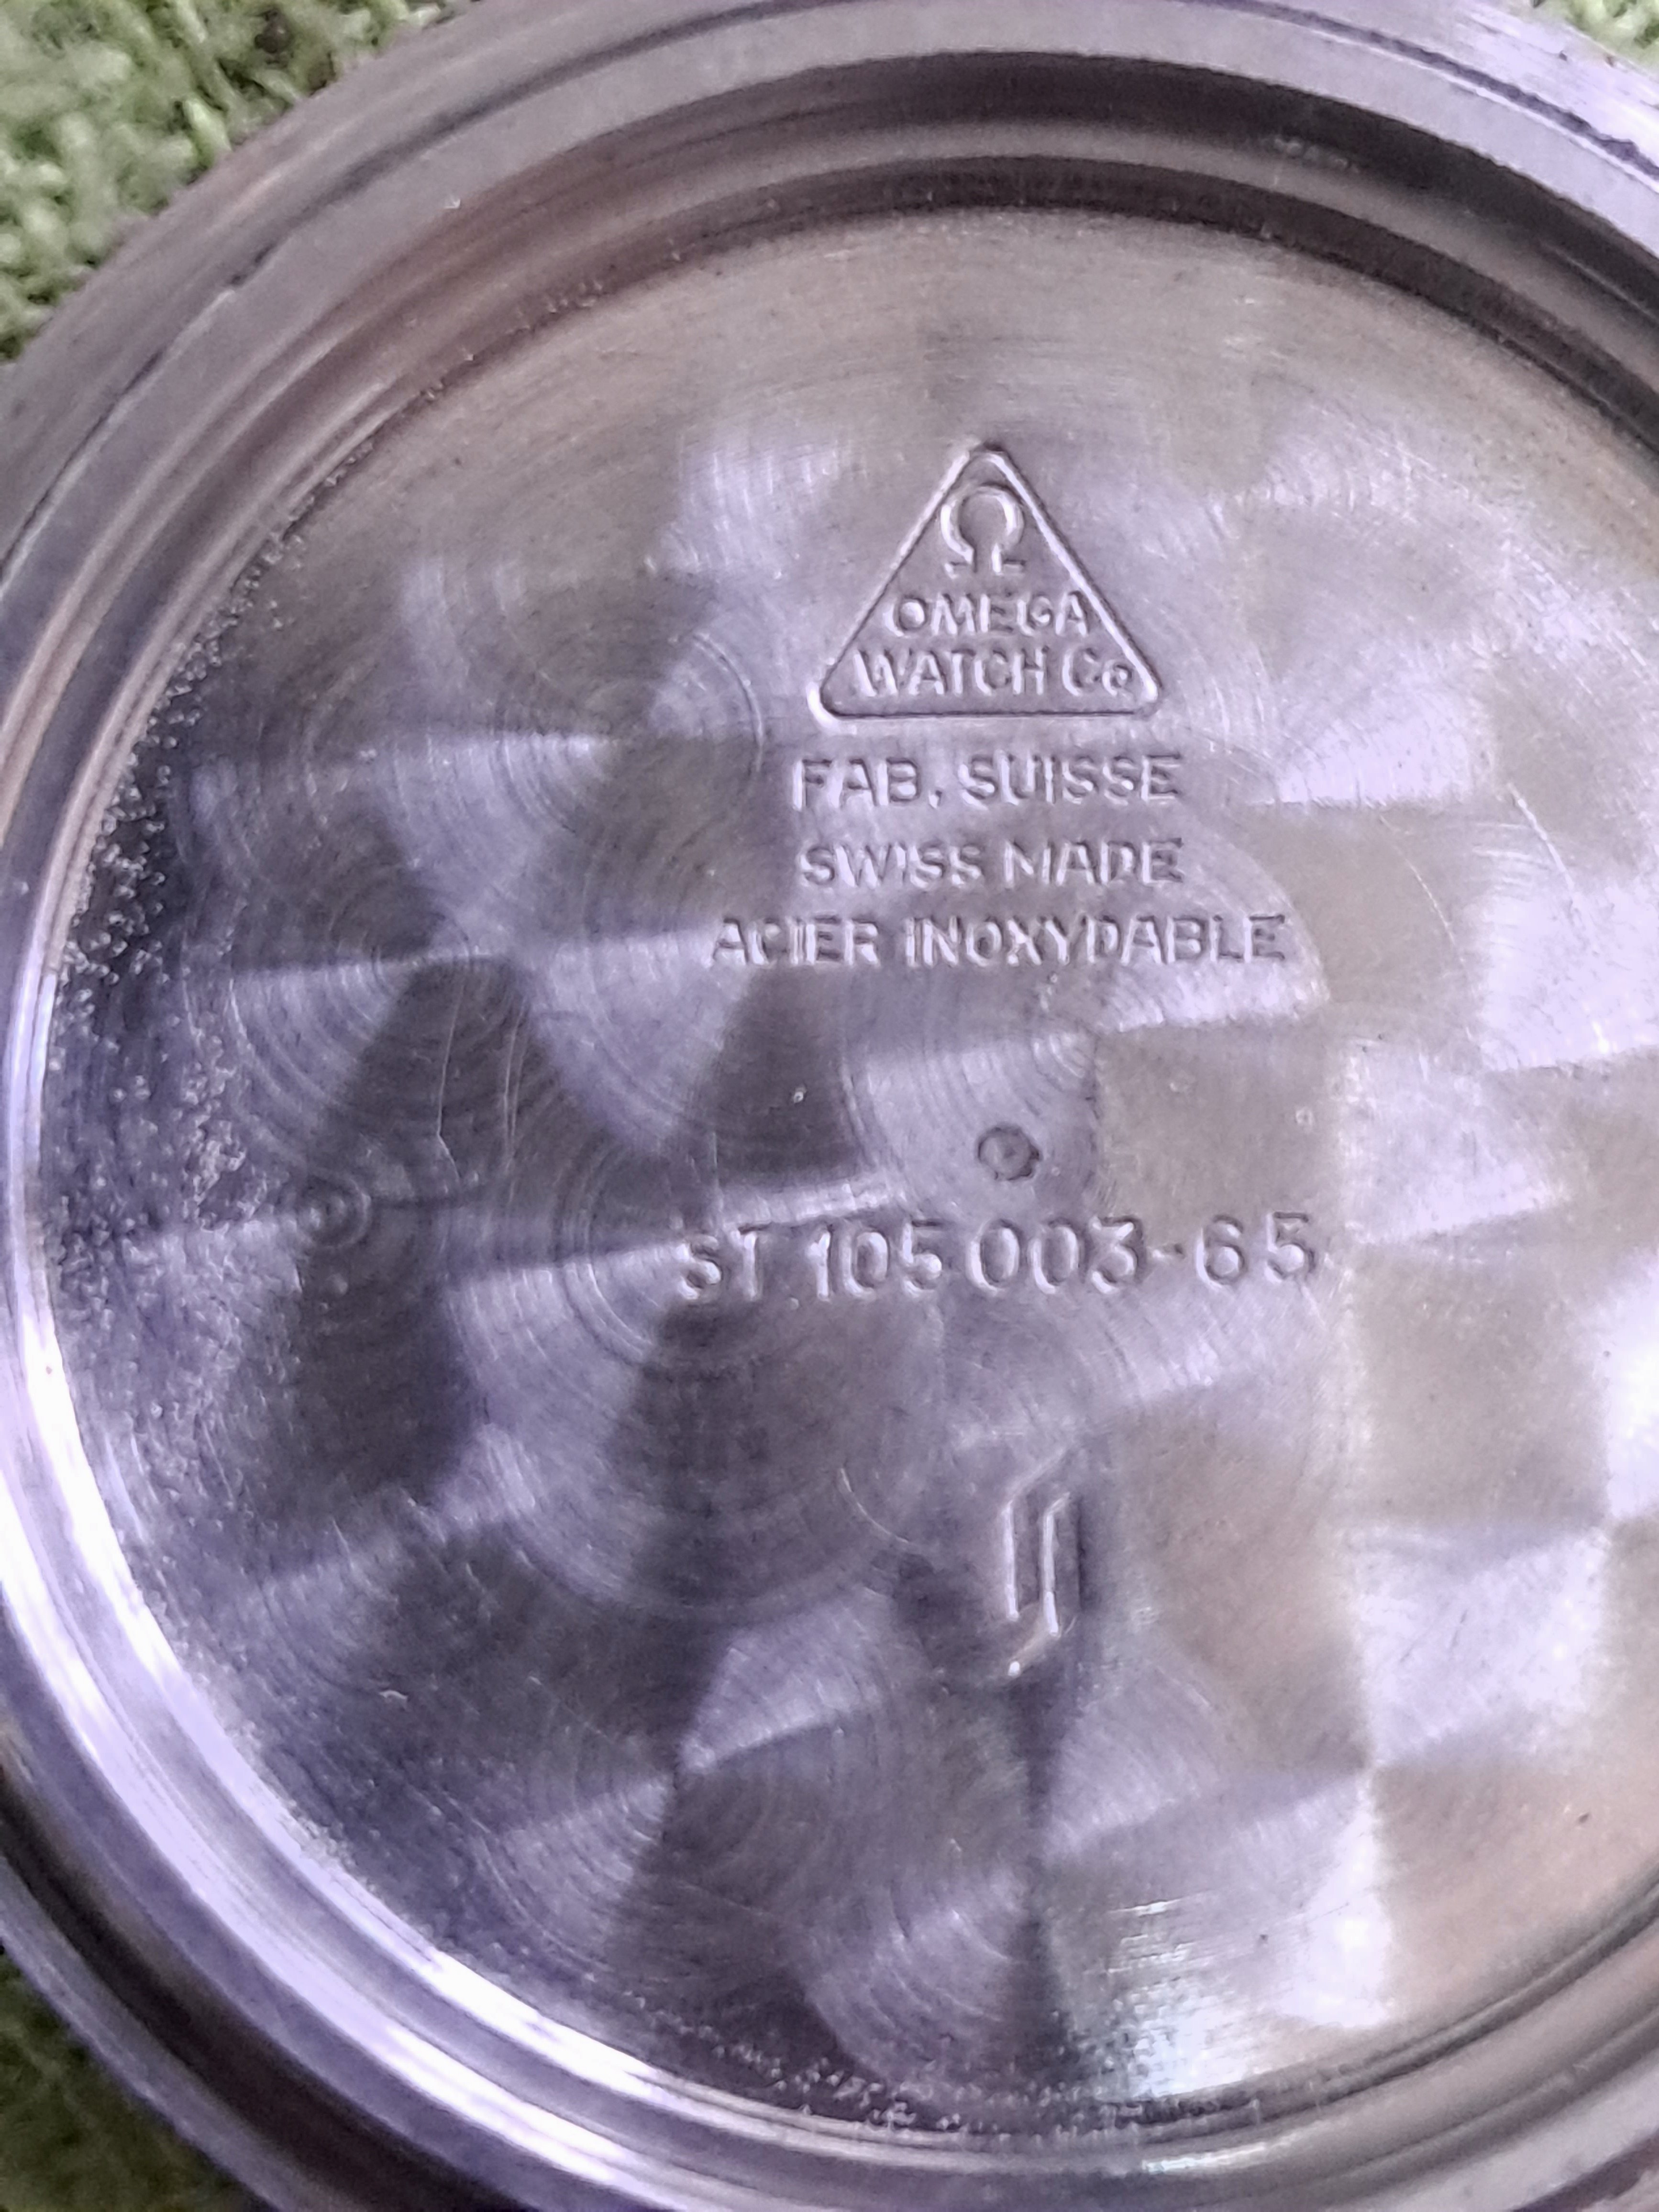 Ω
OMEGA
WATCH Co
FAB. SUISSE
SWISS MADE
ACIER INOXYDABLE
ST 105 003-65